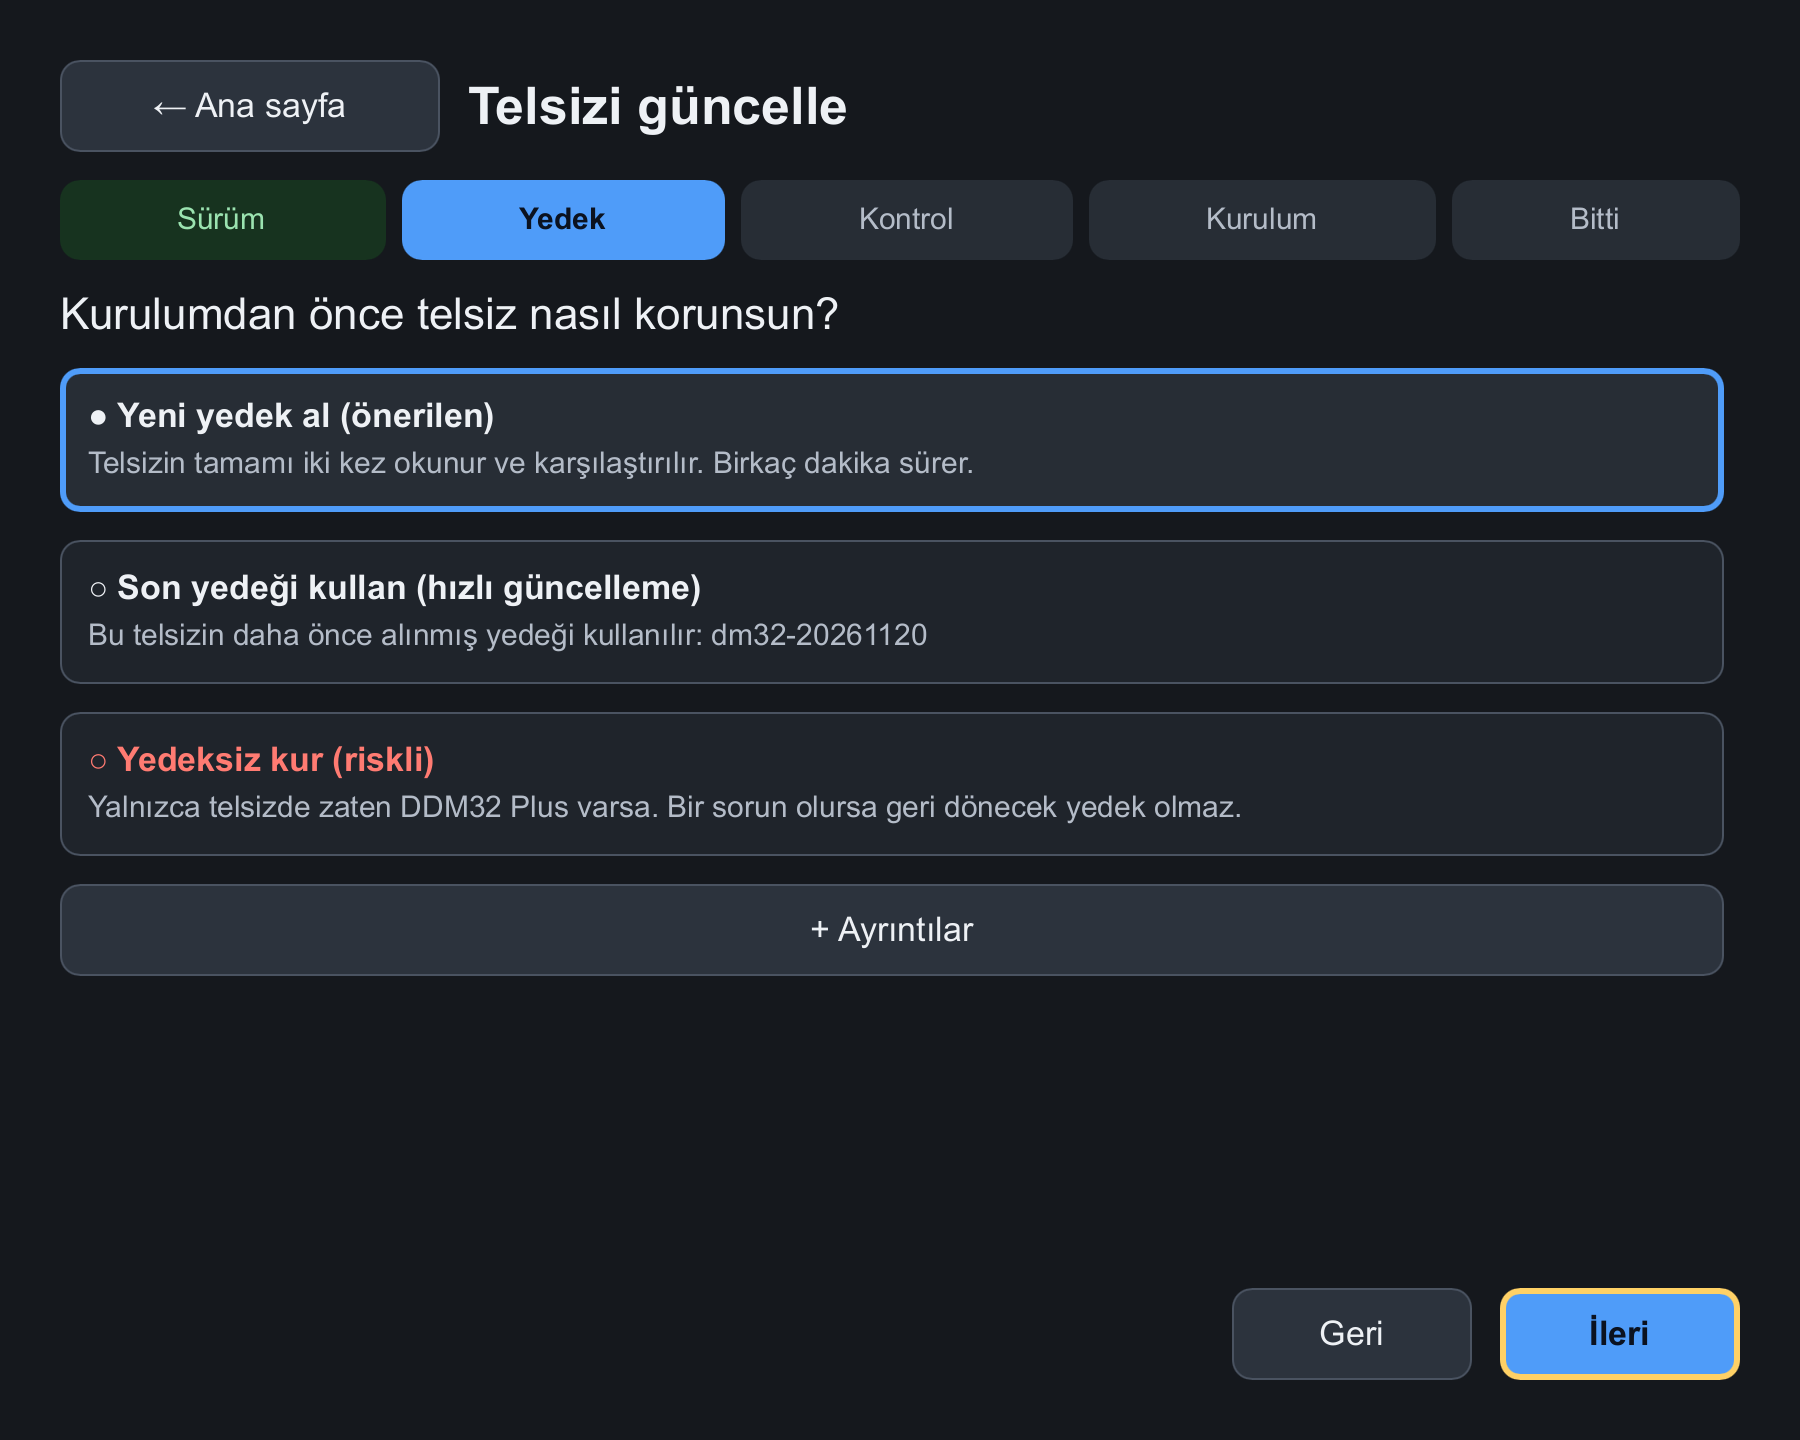 ← Ana sayfa
Telsizi güncelle
Sürüm
Yedek
Kontrol
Kurulum
Bitti
Kurulumdan önce telsiz nasıl korunsun?
● Yeni yedek al (önerilen)
Telsizin tamamı iki kez okunur ve karşılaştırılır. Birkaç dakika sürer.
○ Son yedeği kullan (hızlı güncelleme)
Bu telsizin daha önce alınmış yedeği kullanılır: dm32-20261120
○ Yedeksiz kur (riskli)
Yalnızca telsizde zaten DDM32 Plus varsa. Bir sorun olursa geri dönecek yedek olmaz.
+ Ayrıntılar
Geri
İleri